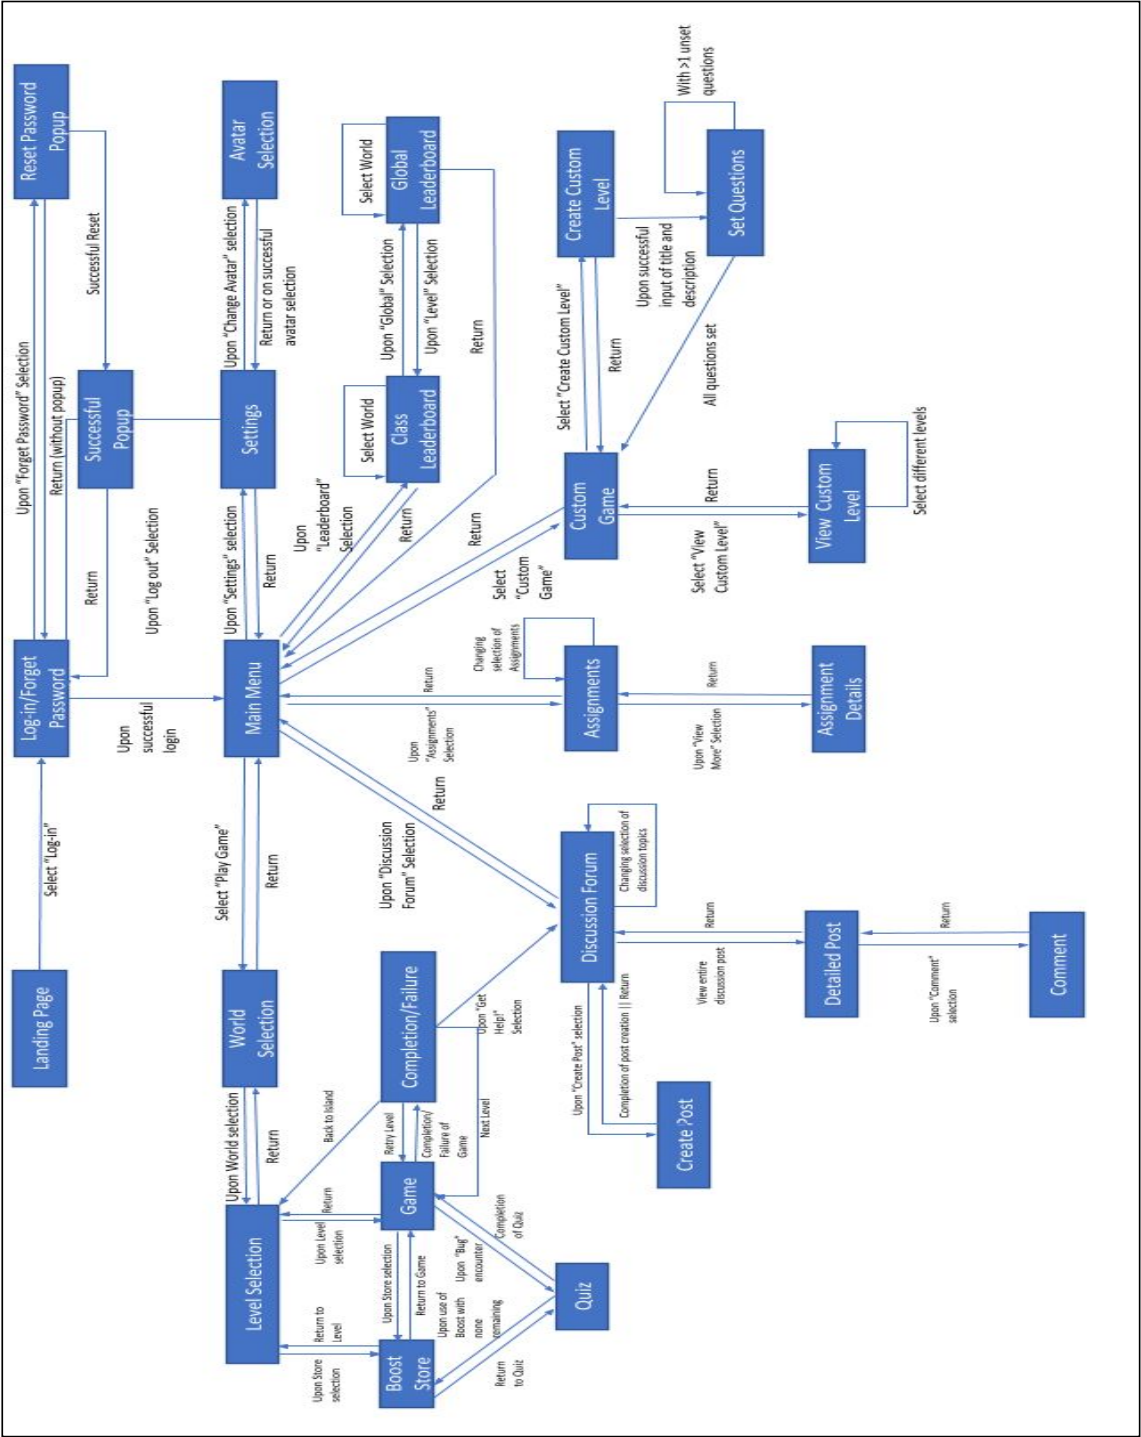 Landing Page
Select "Log-in"
Log-in/Forget
Password
Upon "Forget Password" Selection
Return (without popup)
Reset Password
Popup
Successful Reset
Successful
Popup
Return
Upon "Log out" Selection
Upon
successful
login
Level Selection
Upon World selection
Return
World
Selection
Select "Play Game"
Return
Main Menu
Upon "Settings" selection
Return
Settings
Upon "Change Avatar" selection
Return or on successful
avatar selection
Avatar
Selection
Upon Store
selection
Return to
Level
Upon Level
selection
Return
Back to Island
Boost
Store
Upon Store selection
Return to Game
Game
Retry Level
Completion/
Failure of
Game
Completion/Failure
Next Level
Upon "Get
Help!"
Selection
Upon use of
Boost with
none
remaining
Return
to Quiz
Upon "Bug"
encounter
Completion
of Quiz
Quiz
Upon "Discussion
Forum" Selection
Return
Upon
"Assignments"
Selection
Return
Upon
"Leaderboard"
Selection
Return
Select World
Class
Leaderboard
Upon "Global" Selection
Upon "Level" Selection
Select World
Global
Leaderboard
Return
Select
"Custom
Game"
Return
Discussion Forum
Changing selection of
discussion topics
Upon "Create Post" selection
Completion of post creation || Return
Create Post
View entire
discussion post
Return
Detailed Post
Upon "Comment"
selection
Return
Comment
Assignments
Changing
selection of
Assignments
Upon "View
More" Selection
Return
Assignment
Details
Custom
Game
Select "Create Custom Level"
Return
Create Custom
Level
Upon successful
input of title and
description
Set Questions
With >1 unset
questions
All questions set
Select "View
Custom Level"
Return
View Custom
Level
Select different levels